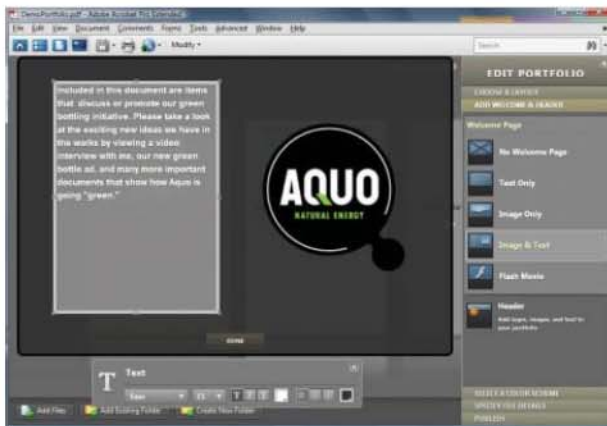 DemoPortfolio.pdf - Adobe Acrobat Pro Extended
File Edit View Document Comments Forms Tools Advanced Window Help
Modify
Search
EDIT PORTFOLIO
CHOOSE A LAYOUT
ADD WELCOME & HEADER
Welcome Page
No Welcome Page
Text Only
Image Only
Image & Text
Flash Movie
Header
Add logos, images, and text to
your portfolio
SELECT A COLOR SCHEME
SPECIFY FILE DETAILS
PUBLISH
Included in this document are items
that discuss or promote our green
bottling initiative. Please take a look
at the exciting new ideas we have in
the works by viewing a video
interview with me, our new green
bottle ad, and many more important
documents that show how Aquo is
going "green."
AQUO
NATURAL ENERGY
DONE
Text
Add Files
Add Existing Folder
Create New Folder